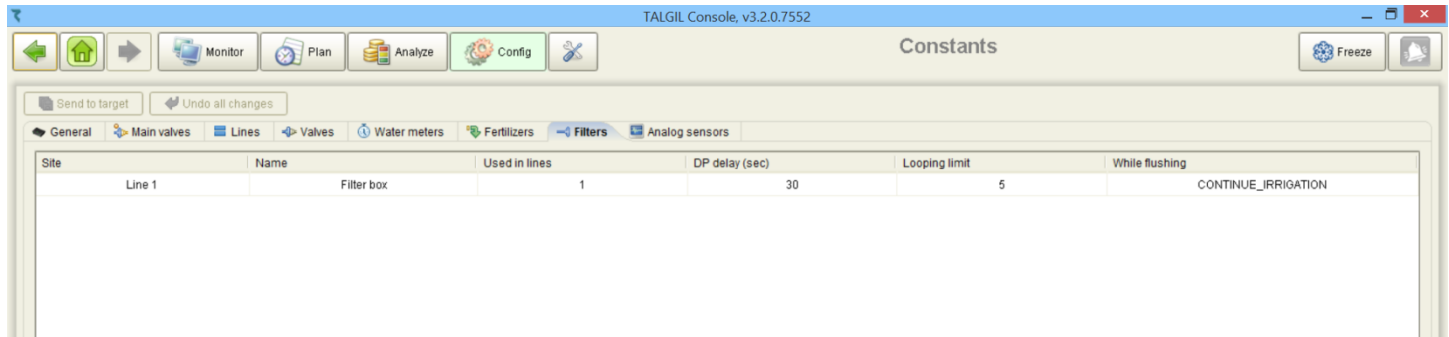 TALGIL Console, v3.2.0.7552
Monitor Plan Analyze Config Constants Freeze
Send to target Undo all changes
General Main valves Lines Valves Water meters Fertilizers Filters Analog sensors
Site Name Used in lines DP delay (sec) Looping limit While flushing
Line 1 Filter box 1 30 5 CONTINUE_IRRIGATION